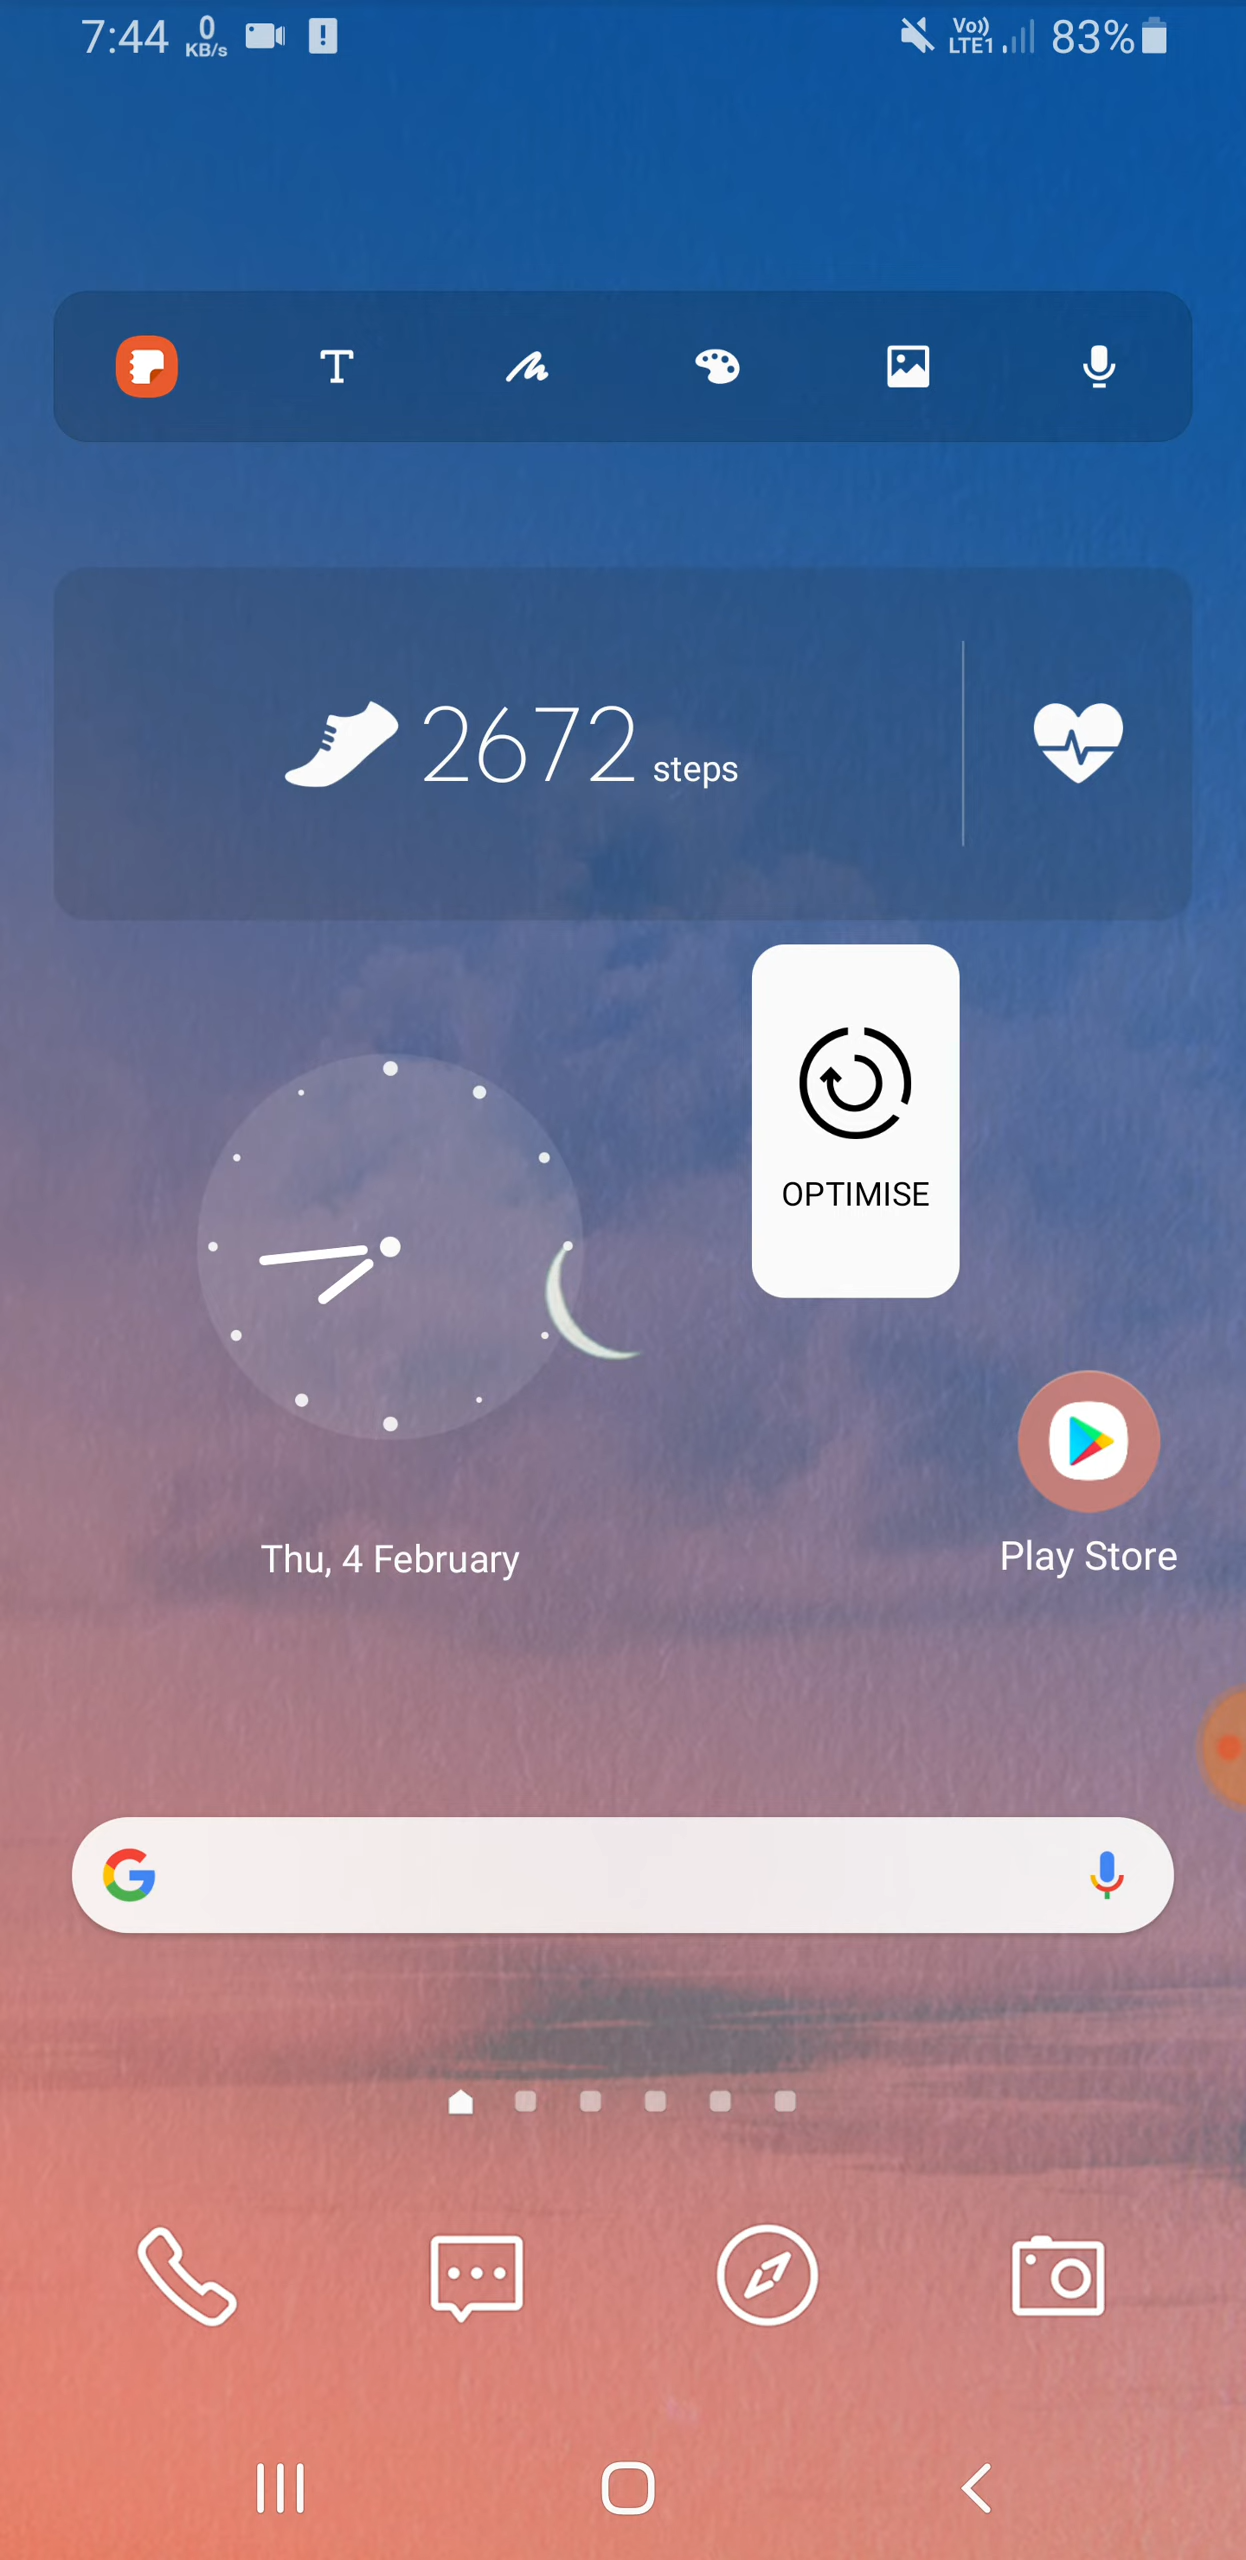 7:44 0 KB/s Vo)) LTE1 83%
T
2672 steps
OPTIMISE
Thu, 4 February
Play Store
G